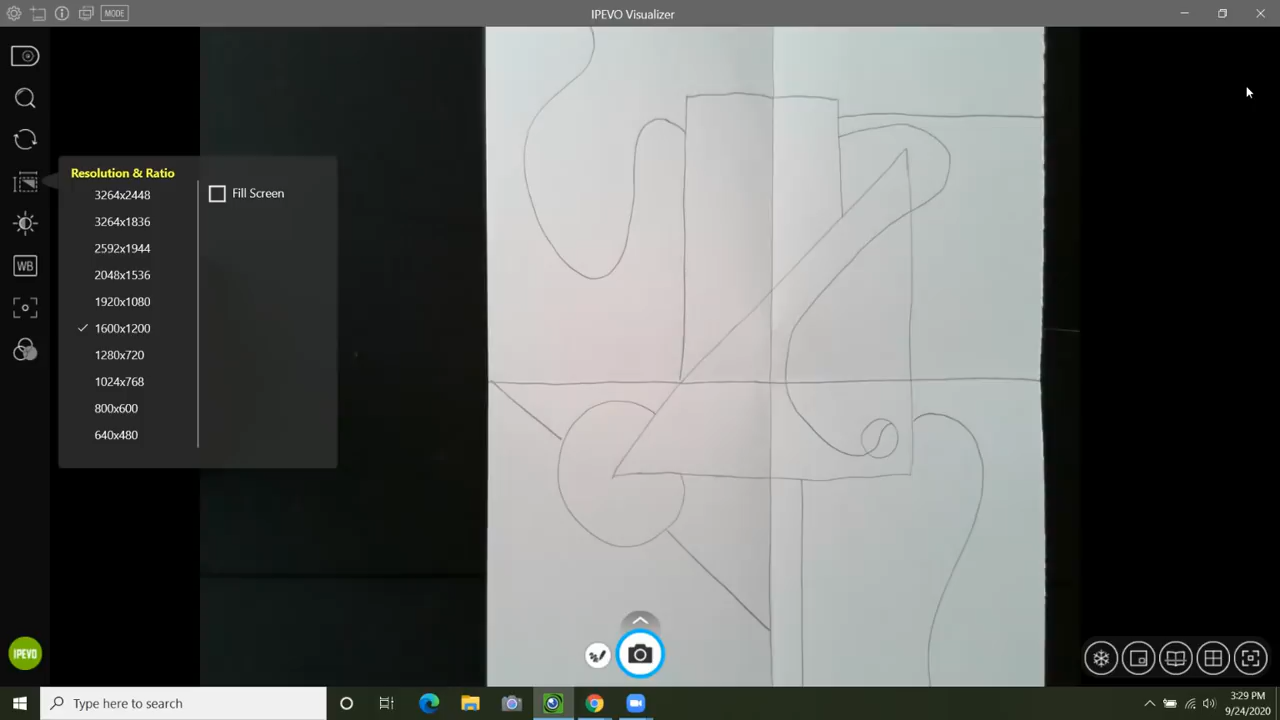 MODE
IPEVO Visualizer
Resolution & Ratio
3264x2448
Fill Screen
3264x1836
2592x1944
2048x1536
1920x1080
1600x1200
1280x720
1024x768
800x600
640x480
WB
IPEVO
Type here to search
3:29 PM
9/24/2020